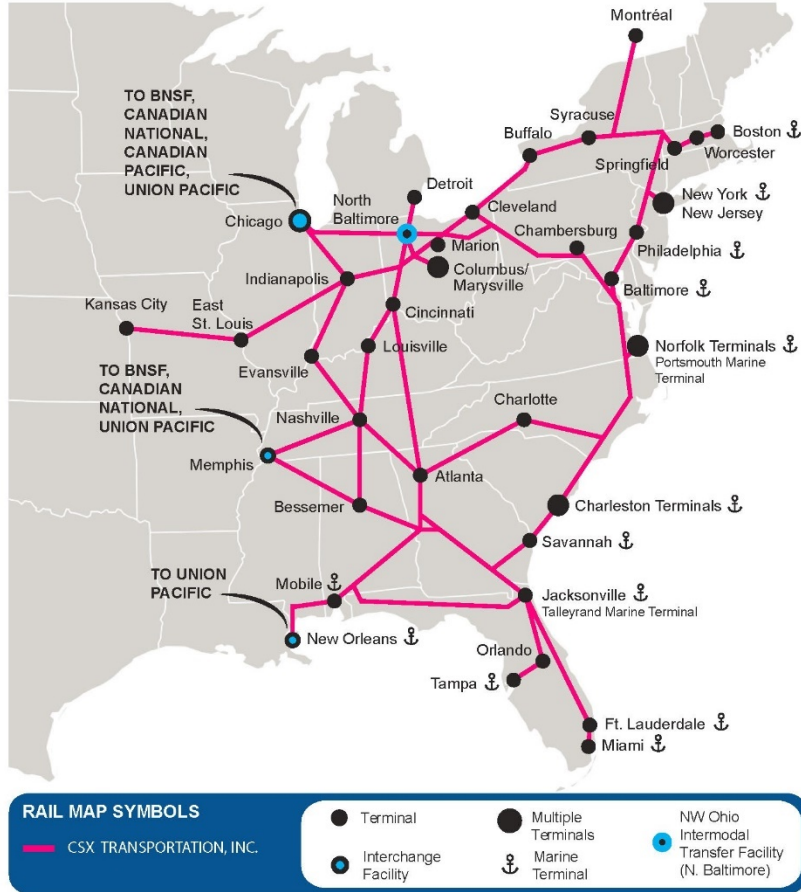 Montréal
TO BNSF,
CANADIAN
NATIONAL,
CANADIAN
PACIFIC,
UNION PACIFIC
Syracuse
Buffalo
Boston
Worcester
Springfield
Detroit
North
Baltimore
Cleveland
New York
New Jersey
Chicago
Chambersburg
Marion
Philadelphia
Columbus/
Marysville
Indianapolis
Baltimore
Kansas City
East
St. Louis
Cincinnati
Louisville
Norfolk Terminals
Portsmouth Marine
Terminal
Evansville
TO BNSF,
CANADIAN
NATIONAL,
UNION PACIFIC
Charlotte
Nashville
Memphis
Atlanta
Bessemer
Charleston Terminals
Savannah
TO UNION
PACIFIC
Mobile
Jacksonville
Talleyrand Marine Terminal
New Orleans
Orlando
Tampa
Ft. Lauderdale
Miami
RAIL MAP SYMBOLS
CSX TRANSPORTATION, INC.
Terminal
Interchange
Facility
Multiple
Terminals
Marine
Terminal
NW Ohio
Intermodal
Transfer Facility
(N. Baltimore)